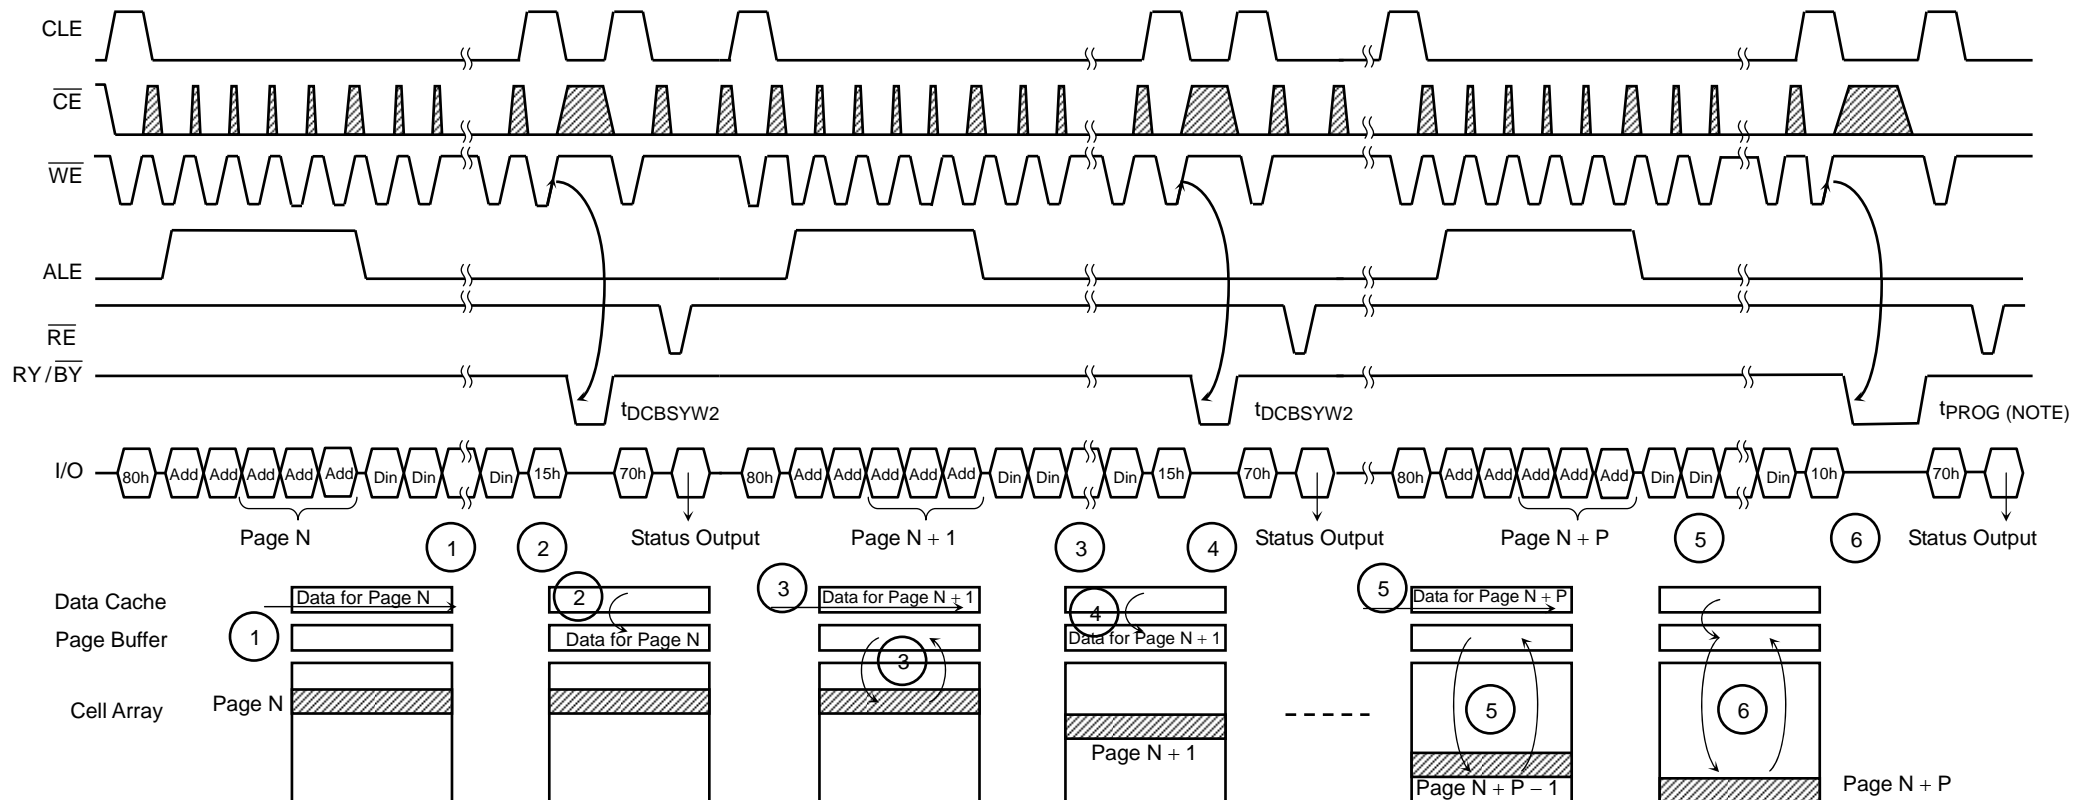 CLE
CE
WE
ALE
RE
RY/BY
tDCBSYW2 tDCBSYW2 tPROG (NOTE)
I/O 80h Add Add Add Add Add Din Din Din 15h 70h 80h Add Add Add Add Add Din Din Din 15h 70h 80h Add Add Add Add Add Din Din Din 10h 70h
Page N 1 2 Status Output Page N + 1 3 4 Status Output Page N + P 5 6 Status Output
Data Cache Data for Page N 2 3 Data for Page N + 1 4 5 Data for Page N + P
Page Buffer 1 Data for Page N 3 Data for Page N + 1
Cell Array Page N 5 6
Page N + 1
Page N + P − 1 Page N + P